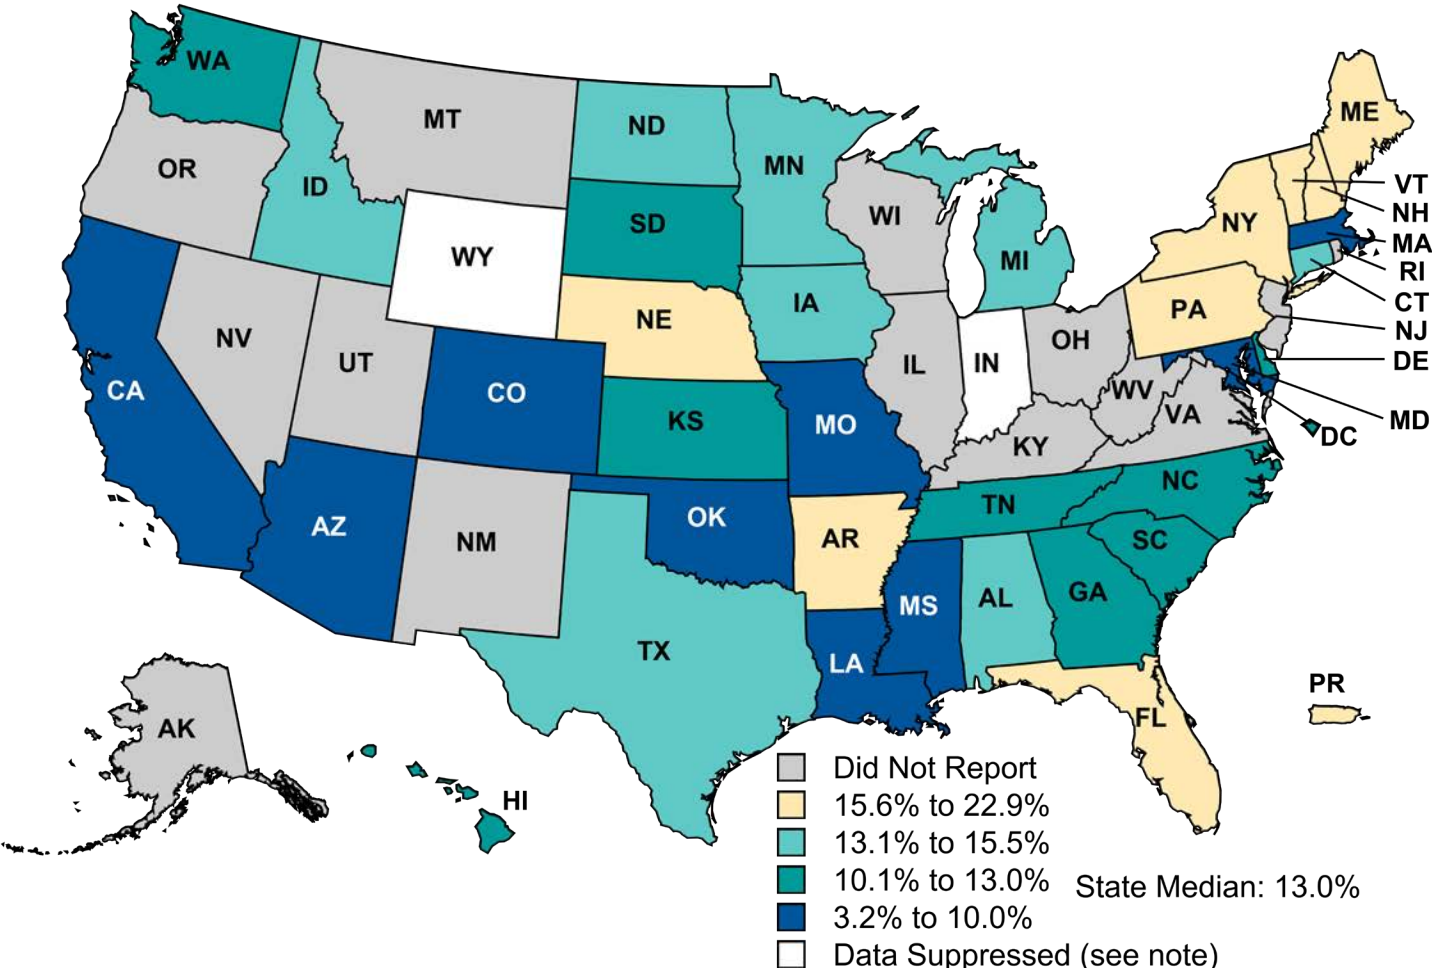 WA
ME
MT
ND
OR
MN
ID
VT
NH
WI
NY
SD
MA
WY
MI
RI
IA
CT
PA
NE
NJ
NV
OH
UT
IL
IN
DE
CA
CO
WV
VA
MD
KS
MO
DC
KY
NC
TN
OK
AZ
AR
NM
SC
GA
AL
MS
TX
LA
PR
FL
AK
HI
Did Not Report
15.6% to 22.9%
13.1% to 15.5%
10.1% to 13.0%
State Median: 13.0%
3.2% to 10.0%
Data Suppressed (see note)